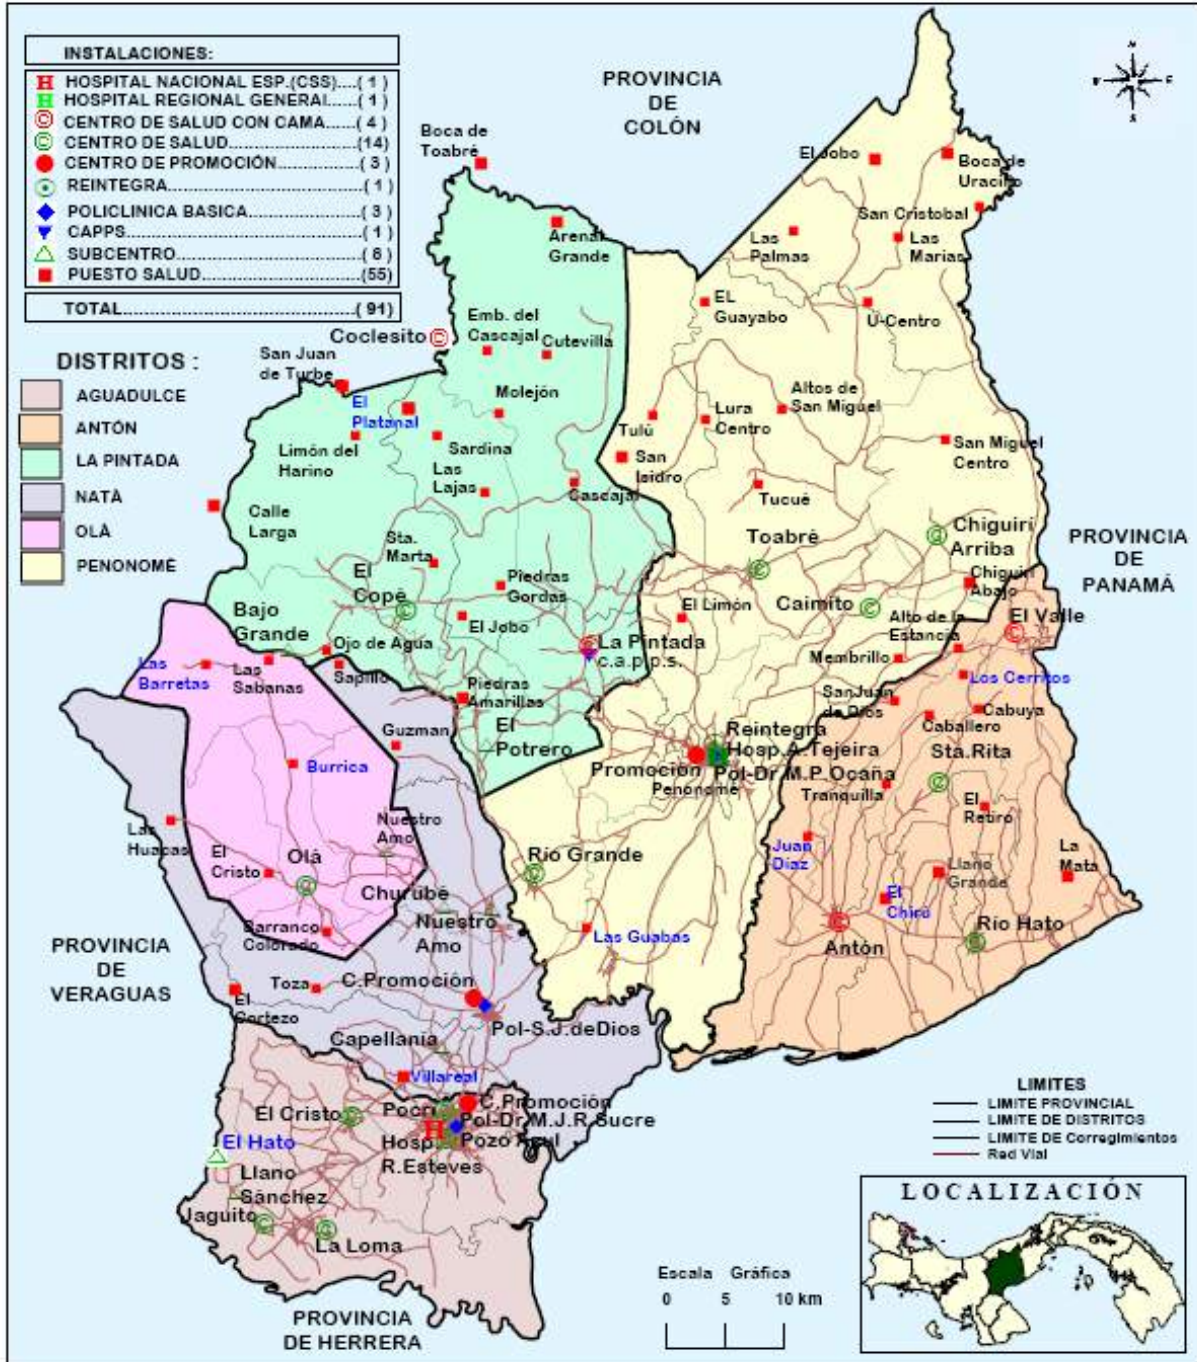 INSTALACIONES:
HOSPITAL NACIONAL ESP.(CSS)....( 1 )
HOSPITAL REGIONAL GENERAL......( 1 )
CENTRO DE SALUD CON CAMA......( 4 )
CENTRO DE SALUD..........................(14)
CENTRO DE PROMOCIÓN..............( 3 )
REINTEGRA.....................................( 1 )
POLICLINICA BASICA.....................( 3 )
CAPPS...............................................( 1 )
SUBCENTRO....................................( 8 )
PUESTO SALUD.............................(55)
TOTAL................................................( 91)
DISTRITOS :
AGUADULCE
ANTÓN
LA PINTADA
NATÁ
OLÁ
PENONOMÉ
PROVINCIA
DE
COLÓN
N
E
S
Boca de
Toabré
El Jobo
Boca de
Uracillo
Arenal
Grande
San Cristobal
Las
Palmas
Las
Marias
EL
Guayabo
U-Centro
Coclesito
Emb. del
Cascajal
Cutevilla
San Juan
de Turbe
El
Platanal
Molejón
Altos de
San Miguel
Lura
Centro
Tulú
Limón del
Harino
Sardina
San
Isidro
San Miguel
Centro
Las
Lajas
Cascajal
Tucué
Calle
Larga
Toabré
Chiguirí
Arriba
PROVINCIA
DE
PANAMÁ
Sta.
Marta
El
Copé
Piedras
Gordas
Chiguiri
Abajo
Caimito
El Limón
Bajo
Grande
El Jobo
Alto de la
Estancia
El Valle
Ojo de Agua
La Pintada
c.a.p.p.s.
Membrillo
Las
Barretas
Las
Sabanas
Sapillo
Los Cerritos
Piedras
Amarillas
SanJuan
de Dios
Cabuya
Caballero
Guzman
El
Potrero
Reintegra
Hosp.A.Tejeira
Sta.Rita
Burrica
Promoción
Pol-Dr.M.P.Ocaña
Penonomé
Tranquilla
El
Retiro
Las
Huacas
Nuestro
Amo
Juan
Díaz
El
Cristo
Olá
Río Grande
La
Mata
Llano
Grande
Churubé
El
Chirú
Nuestro
Amo
Barranco
Colorado
Las Guabas
Antón
Río Hato
PROVINCIA
DE
VERAGUAS
Toza
C.Promoción
El
Cortezo
Pol-S.J.deDios
Capellanía
Villareal
El Cristo
Pocrí
C.Promoción
Pol-Dr.M.J.R.Sucre
Pozo Azul
Hosp
R.Esteves
El Hato
Llano
Sánchez
Jaguito
La Loma
PROVINCIA
DE HERRERA
LIMITES
LIMITE PROVINCIAL
LIMITE DE DISTRITOS
LIMITE DE Corregimientos
Red Vial
LOCALIZACIÓN
Escala Gráfica
0 5 10 km